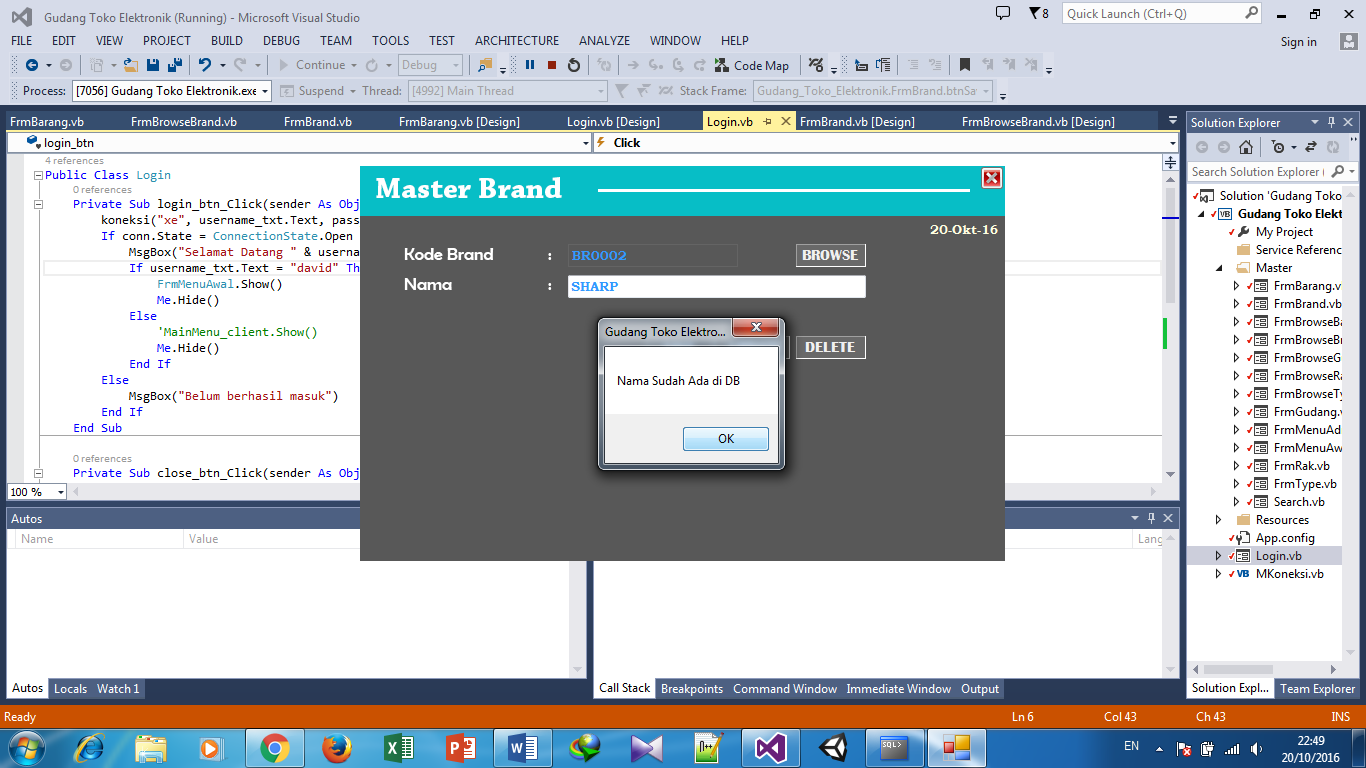 Gudang Toko Elektronik (Running) - Microsoft Visual Studio
8
Quick Launch (Ctrl+Q)
FILE EDIT VIEW PROJECT BUILD DEBUG TEAM TOOLS TEST ARCHITECTURE ANALYZE WINDOW HELP
Sign in
Continue
Debug
Code Map
Process: [7056] Gudang Toko Elektronik.exe
Suspend
Thread: [4992] Main Thread
Stack Frame: Gudang_Toko_Elektronik.FrmBrand.btnSa
FrmBarang.vb
FrmBrowseBrand.vb
FrmBrand.vb
FrmBarang.vb [Design]
Login.vb [Design]
Login.vb
FrmBrand.vb [Design]
FrmBrowseBrand.vb [Design]
login_btn
Click
4 references
Public Class Login
0 references
Private Sub login_btn_Click(sender As Obj
koneksi("xe", username_txt.Text, pass
If conn.State = ConnectionState.Open
MsgBox("Selamat Datang " & userna
If username_txt.Text = "david" Th
FrmMenuAwal.Show()
Me.Hide()
Else
'MainMenu_client.Show()
Me.Hide()
End If
Else
MsgBox("Belum berhasil masuk")
End If
End Sub
0 references
Private Sub close_btn_Click(sender As Obj
100 %
Master Brand
20-Okt-16
Kode Brand : BR0002
BROWSE
Nama : SHARP
DELETE
Gudang Toko Elektro...
Nama Sudah Ada di DB
OK
Autos
Name
Value
Lang
Autos Locals Watch 1
Call Stack Breakpoints Command Window Immediate Window Output
Solution Explorer
Search Solution Explorer (
Solution 'Gudang Toko
Gudang Toko Elekt
My Project
Service Referenc
Master
FrmBarang.v
FrmBrand.vb
FrmBrowseBa
FrmBrowseBr
FrmBrowseG
FrmBrowseRa
FrmBrowseTy
FrmGudang.v
FrmMenuAd
FrmMenuAw
FrmRak.vb
FrmType.vb
Search.vb
Resources
App.config
Login.vb
MKoneksi.vb
Solution Expl... Team Explorer
Ready
Ln 6
Col 43
Ch 43
INS
EN
22:49
20/10/2016